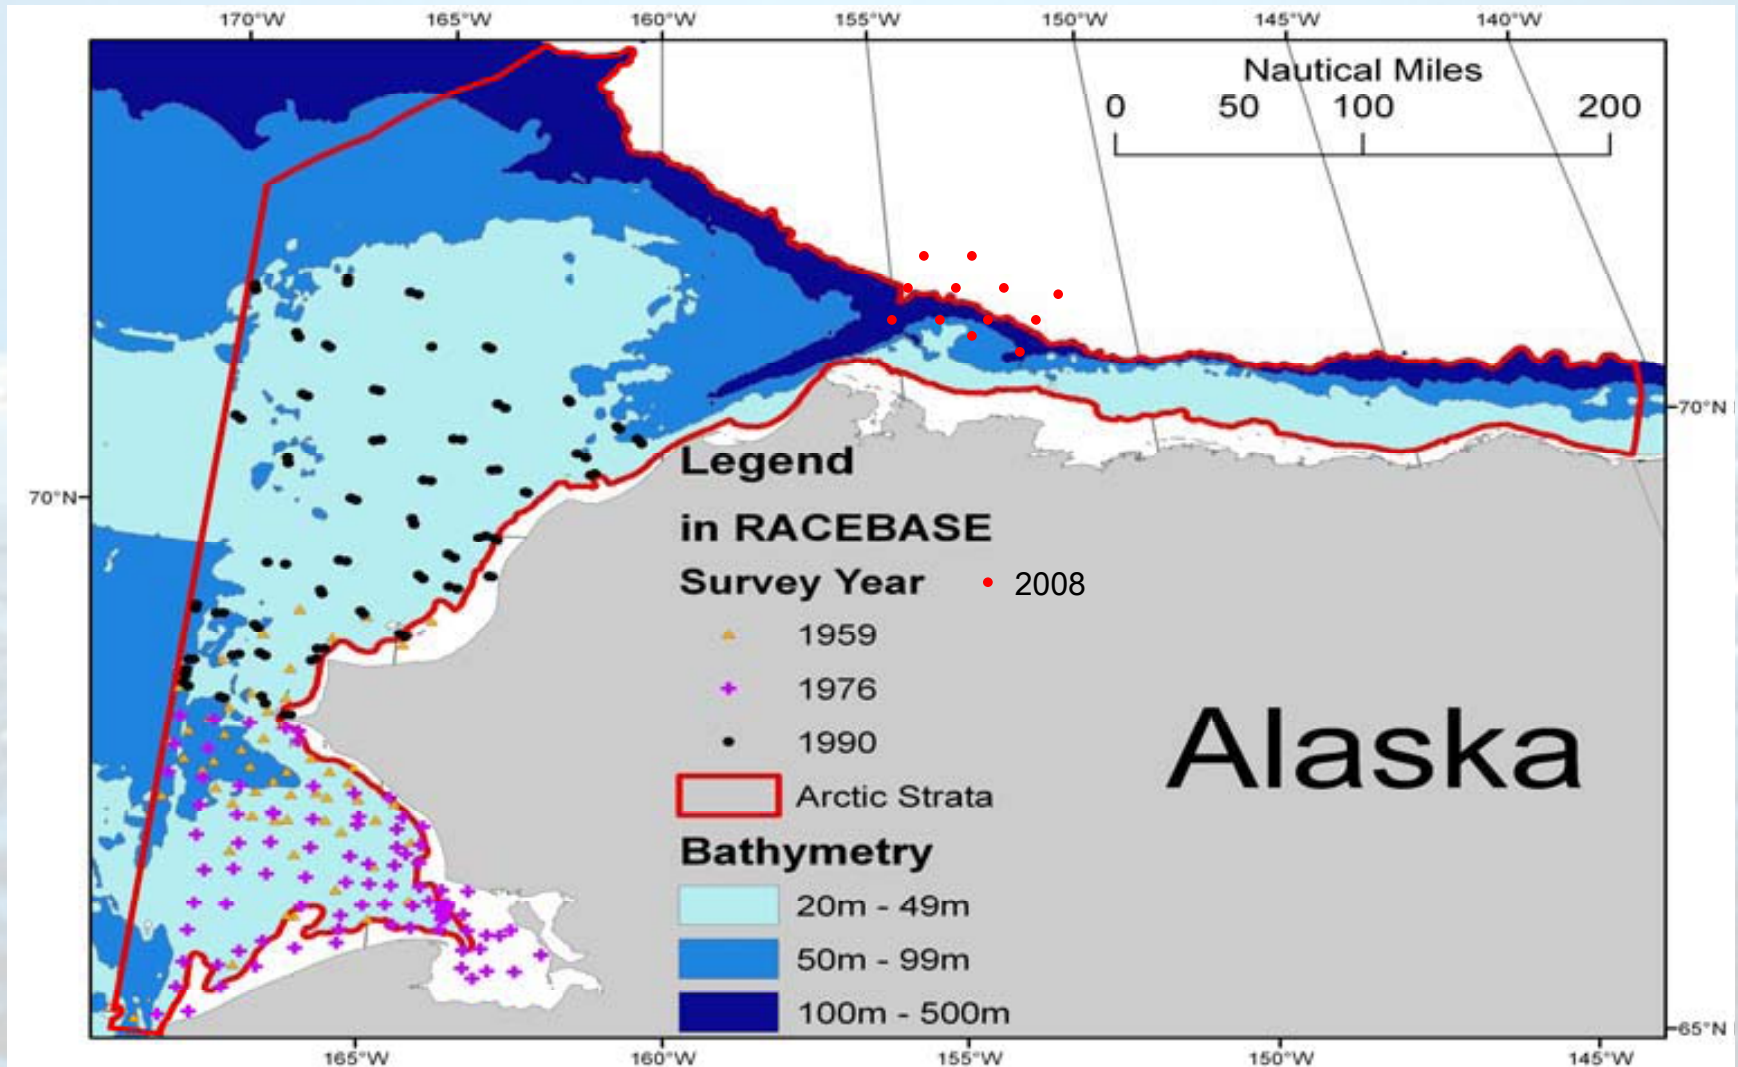 170°W 165°W 160°W 155°W 150°W 145°W 140°W
Nautical Miles
0 50 100 200
70°N
70°N
Legend
in RACEBASE
Survey Year
2008
1959
1976
1990
Arctic Strata
Alaska
Bathymetry
20m - 49m
50m - 99m
100m - 500m
65°N
165°W 160°W 155°W 150°W 145°W